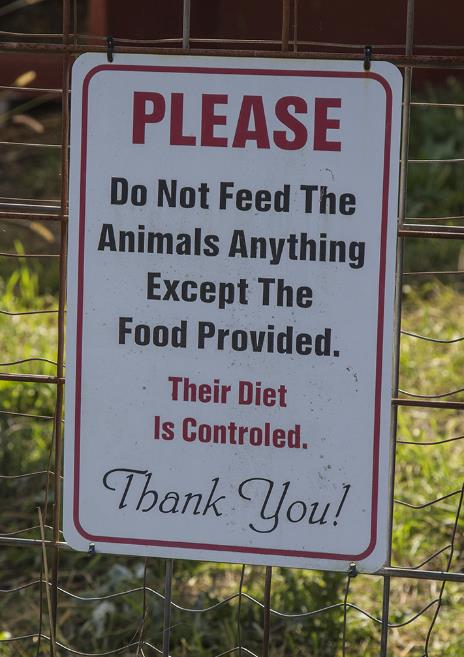 PLEASE
Do Not Feed The
Animals Anything
Except The
Food Provided.
Their Diet
Is Controled.
Thank You!